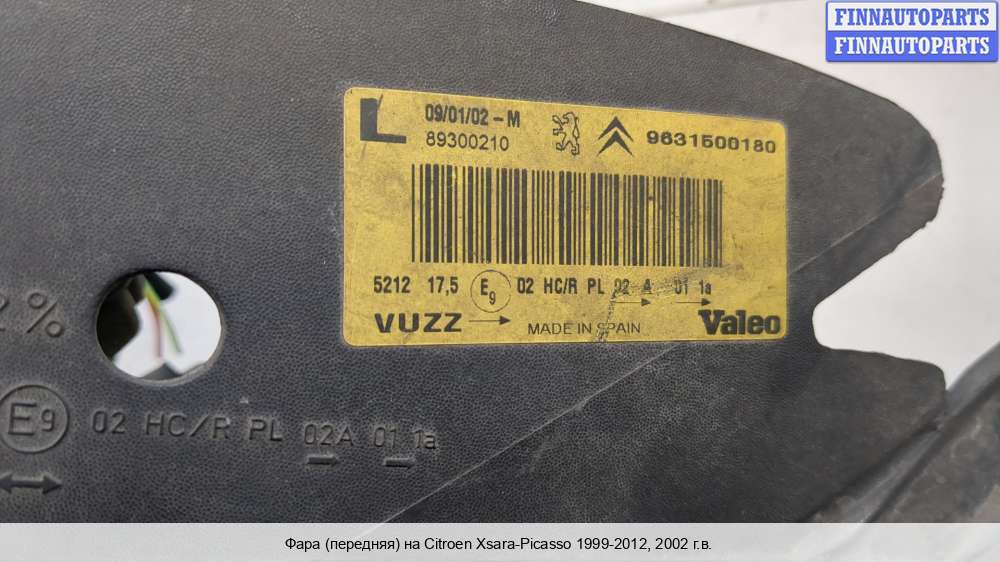 FINNAUTOPARTS
FINNAUTOPARTS
L 09/01/02-M
89300210 9631500180
5212 17,5 E9 02 HC/R PL 02 A 01 1a
VUZZ → MADE IN SPAIN Valeo
2%
E9 02 HC/R PL 02A 01 1a
Фара (передняя) на Citroen Xsara-Picasso 1999-2012, 2002 г.в.